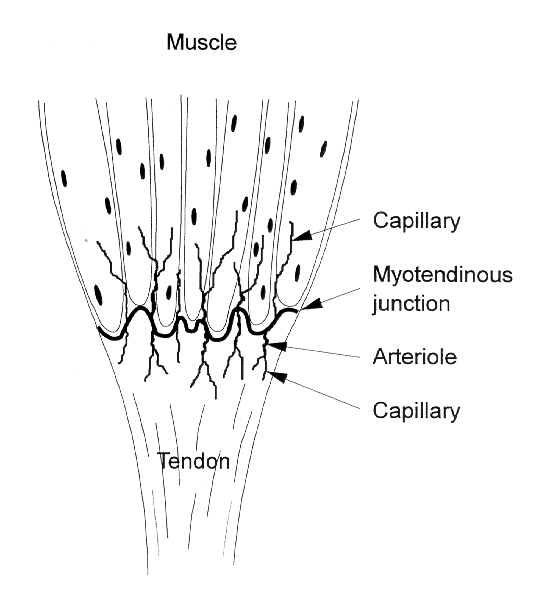 Muscle
Capillary
Myotendinous
junction
Arteriole
Capillary
Tendon